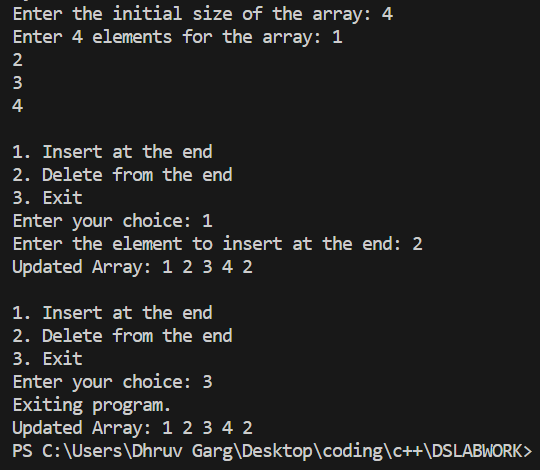 Enter the initial size of the array: 4
Enter 4 elements for the array: 1
2
3
4
1. Insert at the end
2. Delete from the end
3. Exit
Enter your choice: 1
Enter the element to insert at the end: 2
Updated Array: 1 2 3 4 2
1. Insert at the end
2. Delete from the end
3. Exit
Enter your choice: 3
Exiting program.
Updated Array: 1 2 3 4 2
PS C:\Users\Dhruv Garg\Desktop\coding\c++\DSLABWORK>